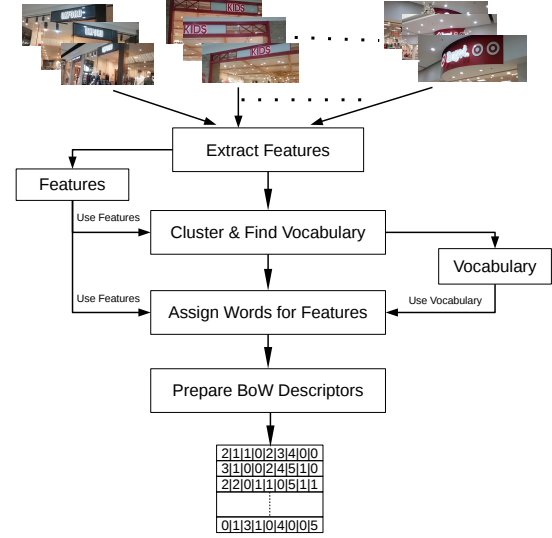 KIDS
KIDS
Extract Features
Features
Use Features
Cluster & Find Vocabulary
Vocabulary
Use Features
Assign Words for Features
Use Vocabulary
Prepare BoW Descriptors
2|1|1|0|2|3|4|0|0
3|1|0|0|2|4|5|1|0
2|2|0|1|1|0|5|1|1
0|1|3|1|0|4|0|0|5